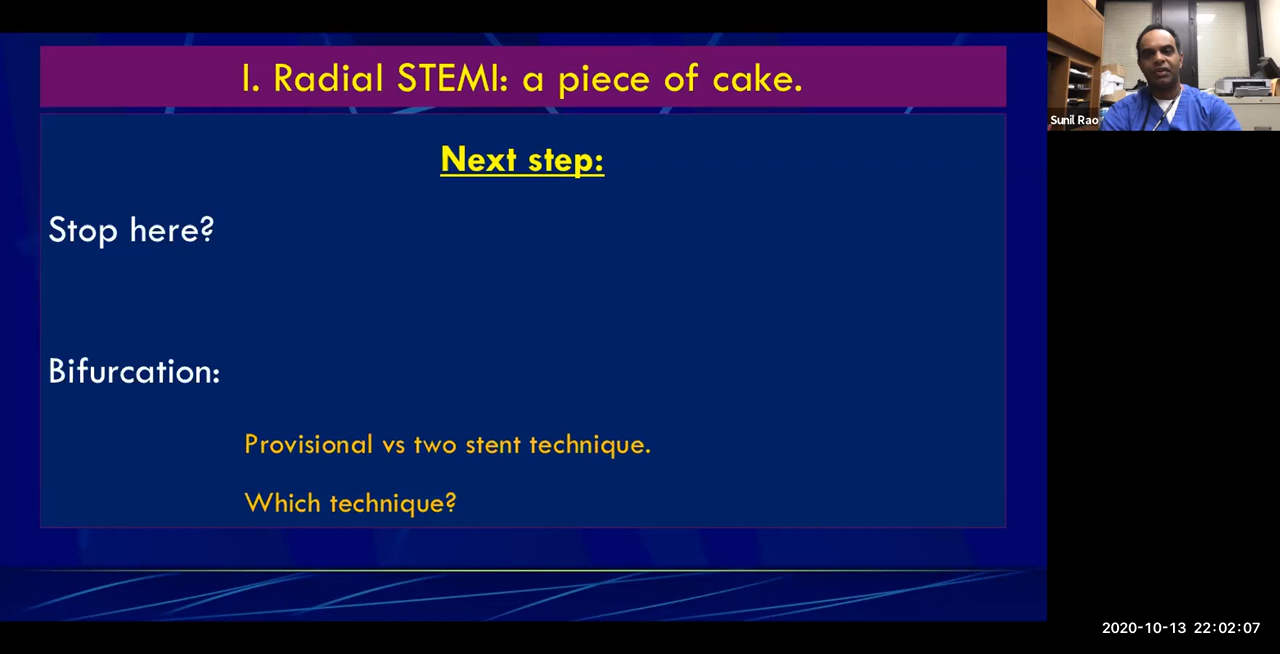 I. Radial STEMI: a piece of cake.
Next step:
Stop here?
Bifurcation:
Provisional vs two stent technique.
Which technique?
Sunil Rao
2020-10-13 22:02:07